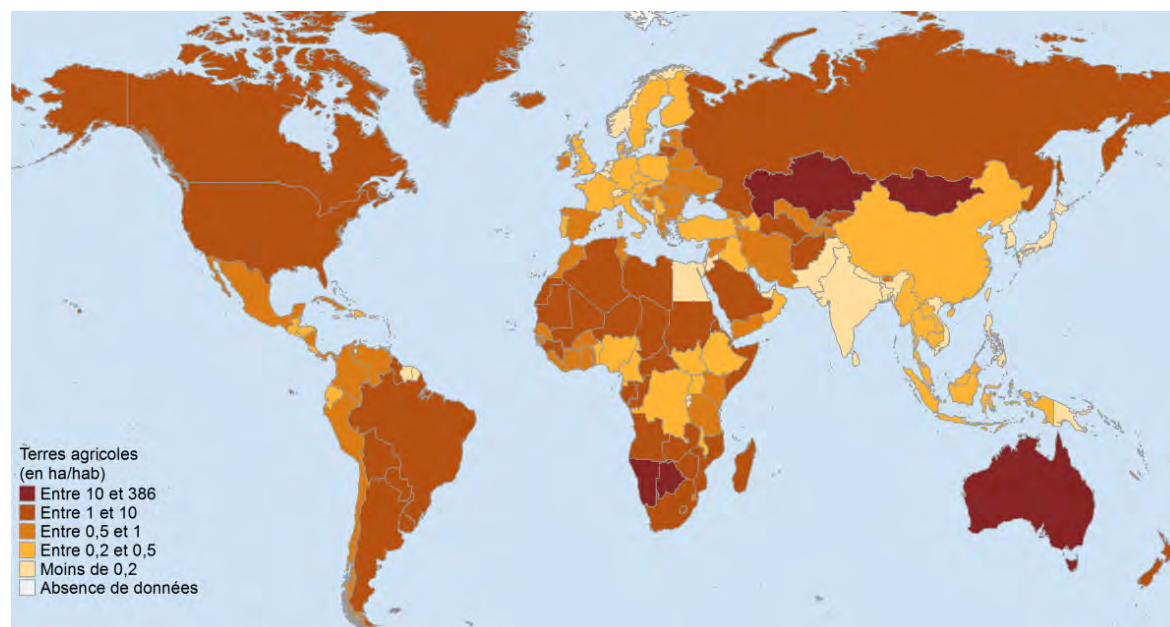 Terres agricoles
(en ha/hab)
Entre 10 et 386
Entre 1 et 10
Entre 0,5 et 1
Entre 0,2 et 0,5
Moins de 0,2
Absence de données